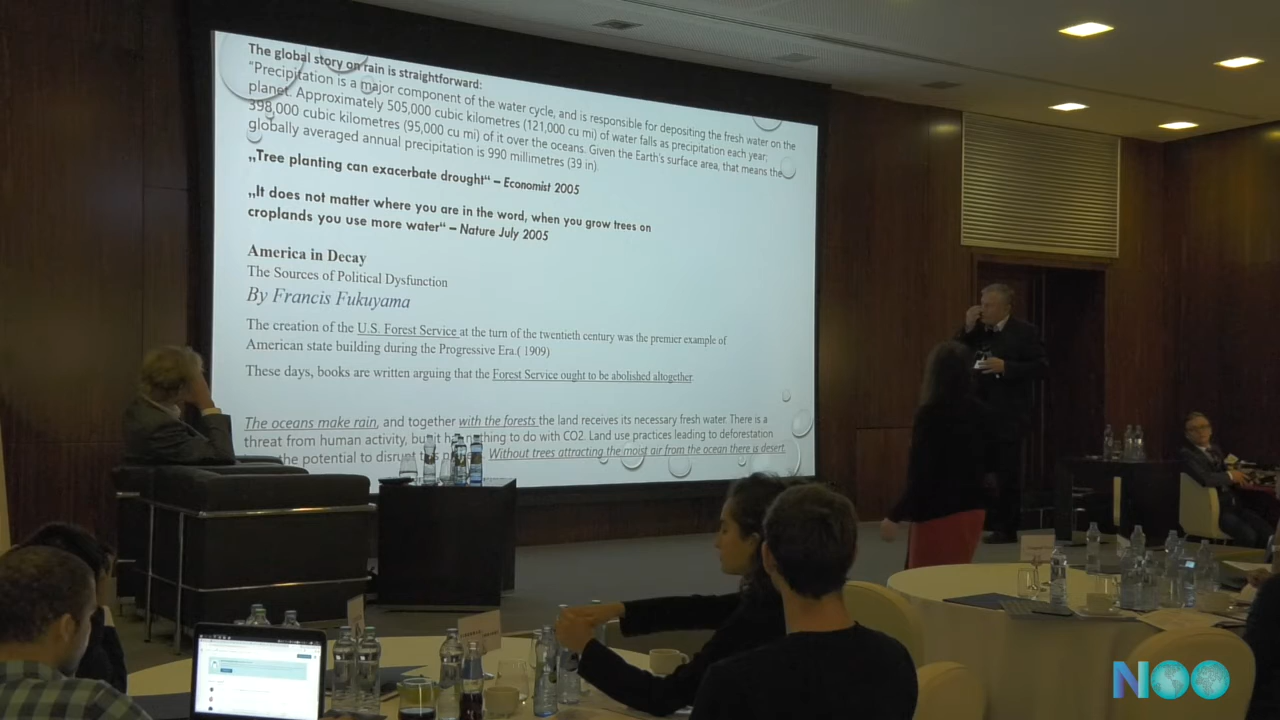 The global story on rain is straightforward:
“Precipitation is a major component of the water cycle, and is responsible for depositing the fresh water on the
planet. Approximately 505,000 cubic kilometres (121,000 cu mi) of water falls as precipitation each year;
398,000 cubic kilometres (95,000 cu mi) of it over the oceans. Given the Earth's surface area, that means the
globally averaged annual precipitation is 990 millimetres (39 in)
„Tree planting can exacerbate drought“ – Economist 2005
„It does not matter where you are in the word, when you grow trees on
croplands you use more water“ – Nature July 2005
America in Decay
The Sources of Political Dysfunction
By Francis Fukuyama
The creation of the U.S. Forest Service at the turn of the twentieth century was the premier example of
American state building during the Progressive Era.( 1909)
These days, books are written arguing that the Forest Service ought to be abolished altogether.
The oceans make rain, and together with the forests the land receives its necessary fresh water. There is a
threat from human activity, but it nothing to do with CO2. Land use practices leading to deforestation
the potential to disrupt Without trees attracting the moist air from the ocean there is desert.
NOO